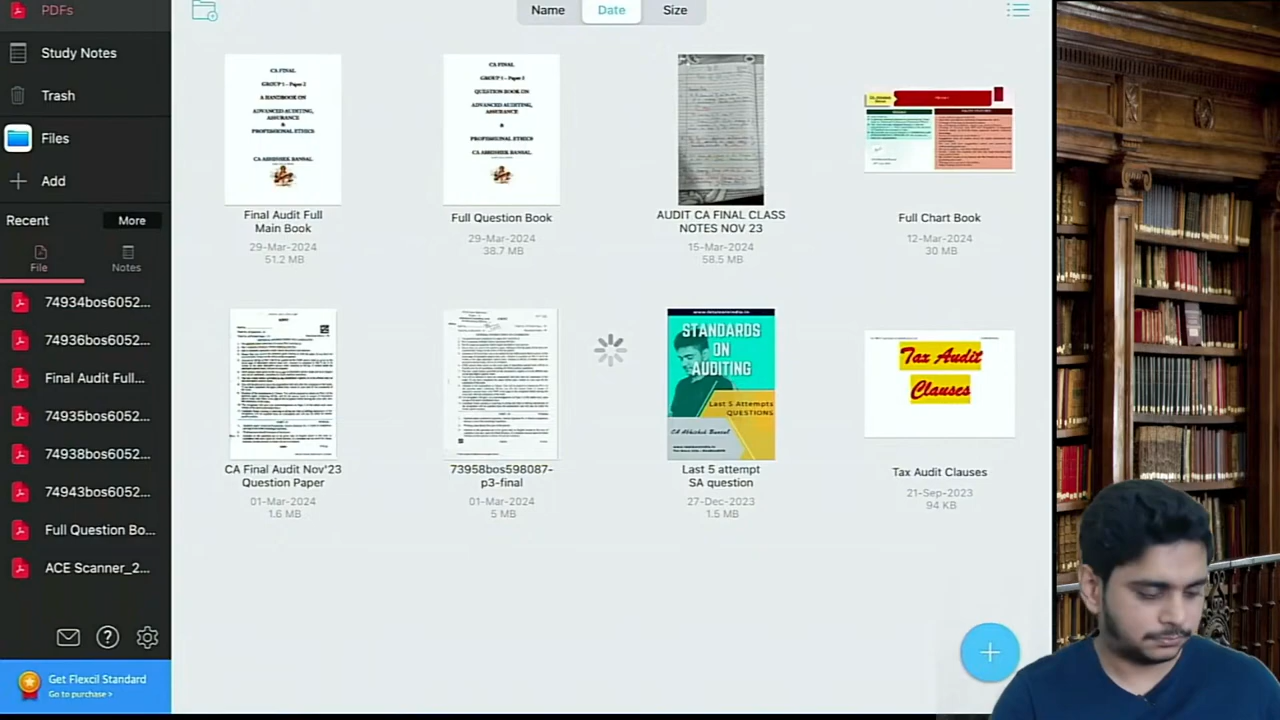 PDFs
Name
Date
Size
Study Notes
Trash
Files
Add
Recent
More
File
Notes
74934bos6052...
74936bos6052...
Final Audit Full...
74935bos6052...
74938bos6052...
74943bos6052...
Full Question Bo...
ACE Scanner_2...
Get Flexcil Standard
Go to purchase >
CA FINAL
GROUP 1 – Paper 2
A HANDBOOK ON
ADVANCED AUDITING,
ASSURANCE
&
PROFESSIONAL ETHICS
CA ABHISHEK BANSAL
Final Audit Full
Main Book
29-Mar-2024
51.2 MB
CA FINAL
GROUP 1 – Paper 2
QUESTION BOOK ON
ADVANCED AUDITING,
ASSURANCE
&
PROFESSIONAL ETHICS
CA ABHISHEK BANSAL
Full Question Book
29-Mar-2024
38.7 MB
AUDIT CA FINAL CLASS
NOTES NOV 23
15-Mar-2024
58.5 MB
Full Chart Book
12-Mar-2024
30 MB
CA Final Audit Nov'23
Question Paper
01-Mar-2024
1.6 MB
73958bos598087-
p3-final
01-Mar-2024
5 MB
STANDARDS
ON
AUDITING
Last 5 Attempts
QUESTIONS
CA Abhishek Bansal
Last 5 attempt
SA question
27-Dec-2023
1.5 MB
Tax Audit
Clauses
Tax Audit Clauses
21-Sep-2023
94 KB